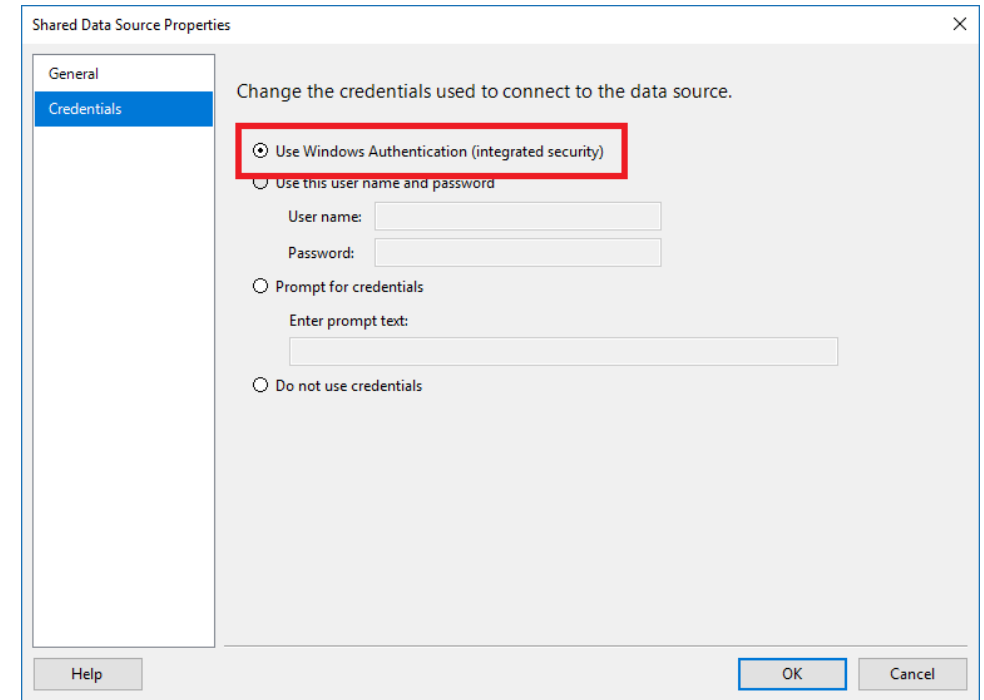 Shared Data Source Properties
General
Credentials
Change the credentials used to connect to the data source.
Use Windows Authentication (integrated security)
Use this user name and password
User name:
Password:
Prompt for credentials
Enter prompt text:
Do not use credentials
Help
OK
Cancel